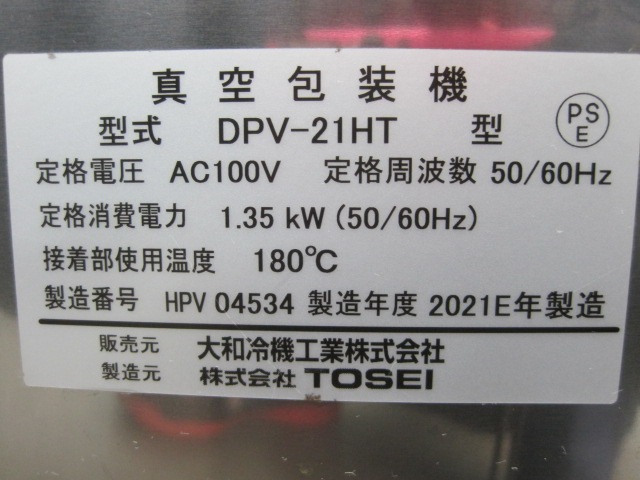 真空包装機
型式 DPV-21HT 型 PSE
定格電圧 AC100V 定格周波数 50/60Hz
定格消費電力 1.35 kW (50/60Hz)
接着部使用温度 180℃
製造番号 HPV 04534 製造年度 2021E年製造
販売元 大和冷機工業株式会社
製造元 株式会社 TOSEI